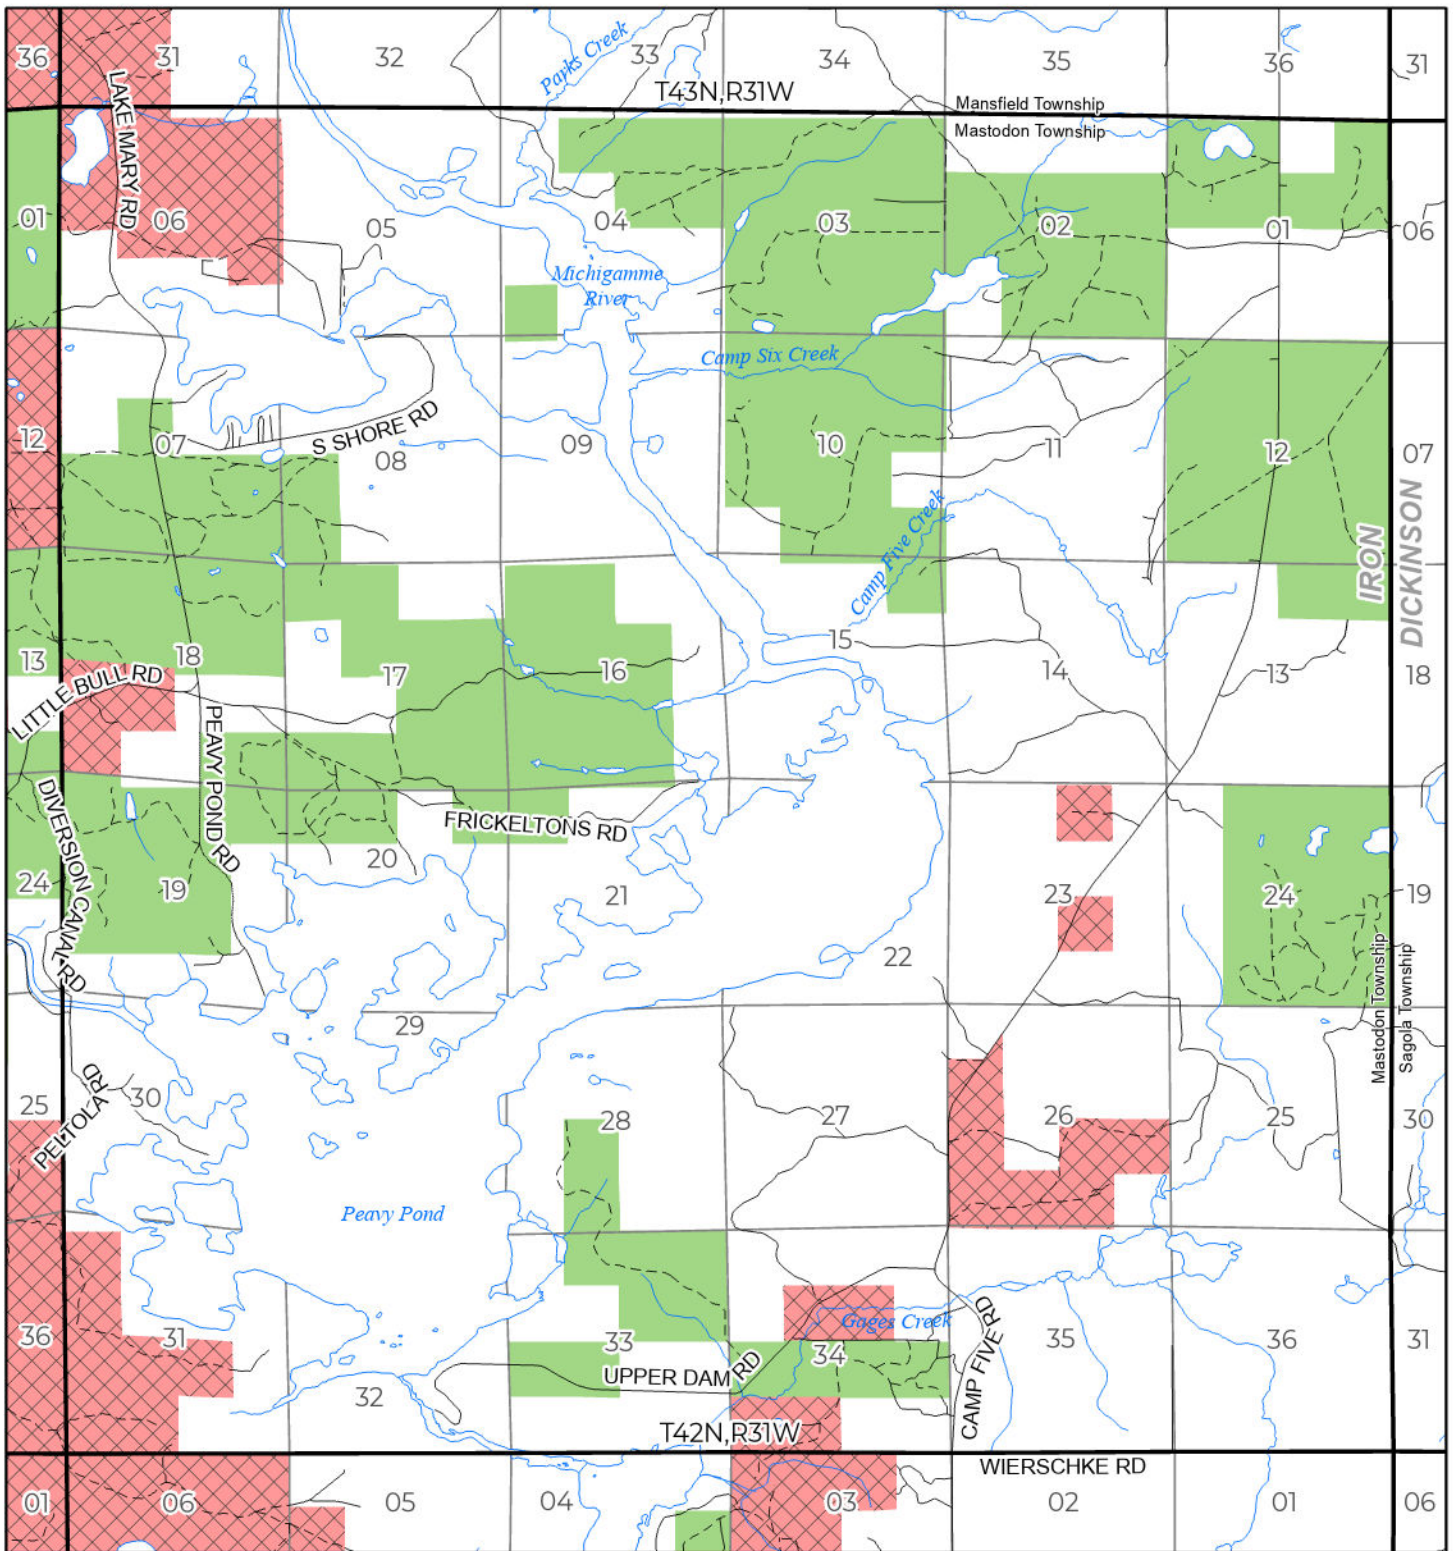 36
31
32
Parks Creek
33
34
35
36
31
T43N,R31W
Mansfield Township
Mastodon Township
LAKE MARY RD
01
06
05
04
03
02
01
06
Michigamme
River
Camp Six Creek
S SHORE RD
12
07
08
09
10
11
12
07
Camp Five Creek
IRON
DICKINSON
13
18
17
16
15
14
13
18
LITTLE BULL RD
PEAVY POND RD
DIVERSION CANAL RD
FRICKELTONS RD
24
19
20
21
22
23
24
19
Mastodon Township
Sagola Township
29
PELTOLA RD
25
30
28
27
26
25
30
Peavy Pond
36
31
32
33
34
35
36
31
Gages Creek
UPPER DAM RD
CAMP FIVE RD
T42N,R31W
WIERSCHKE RD
01
06
05
04
03
02
01
06